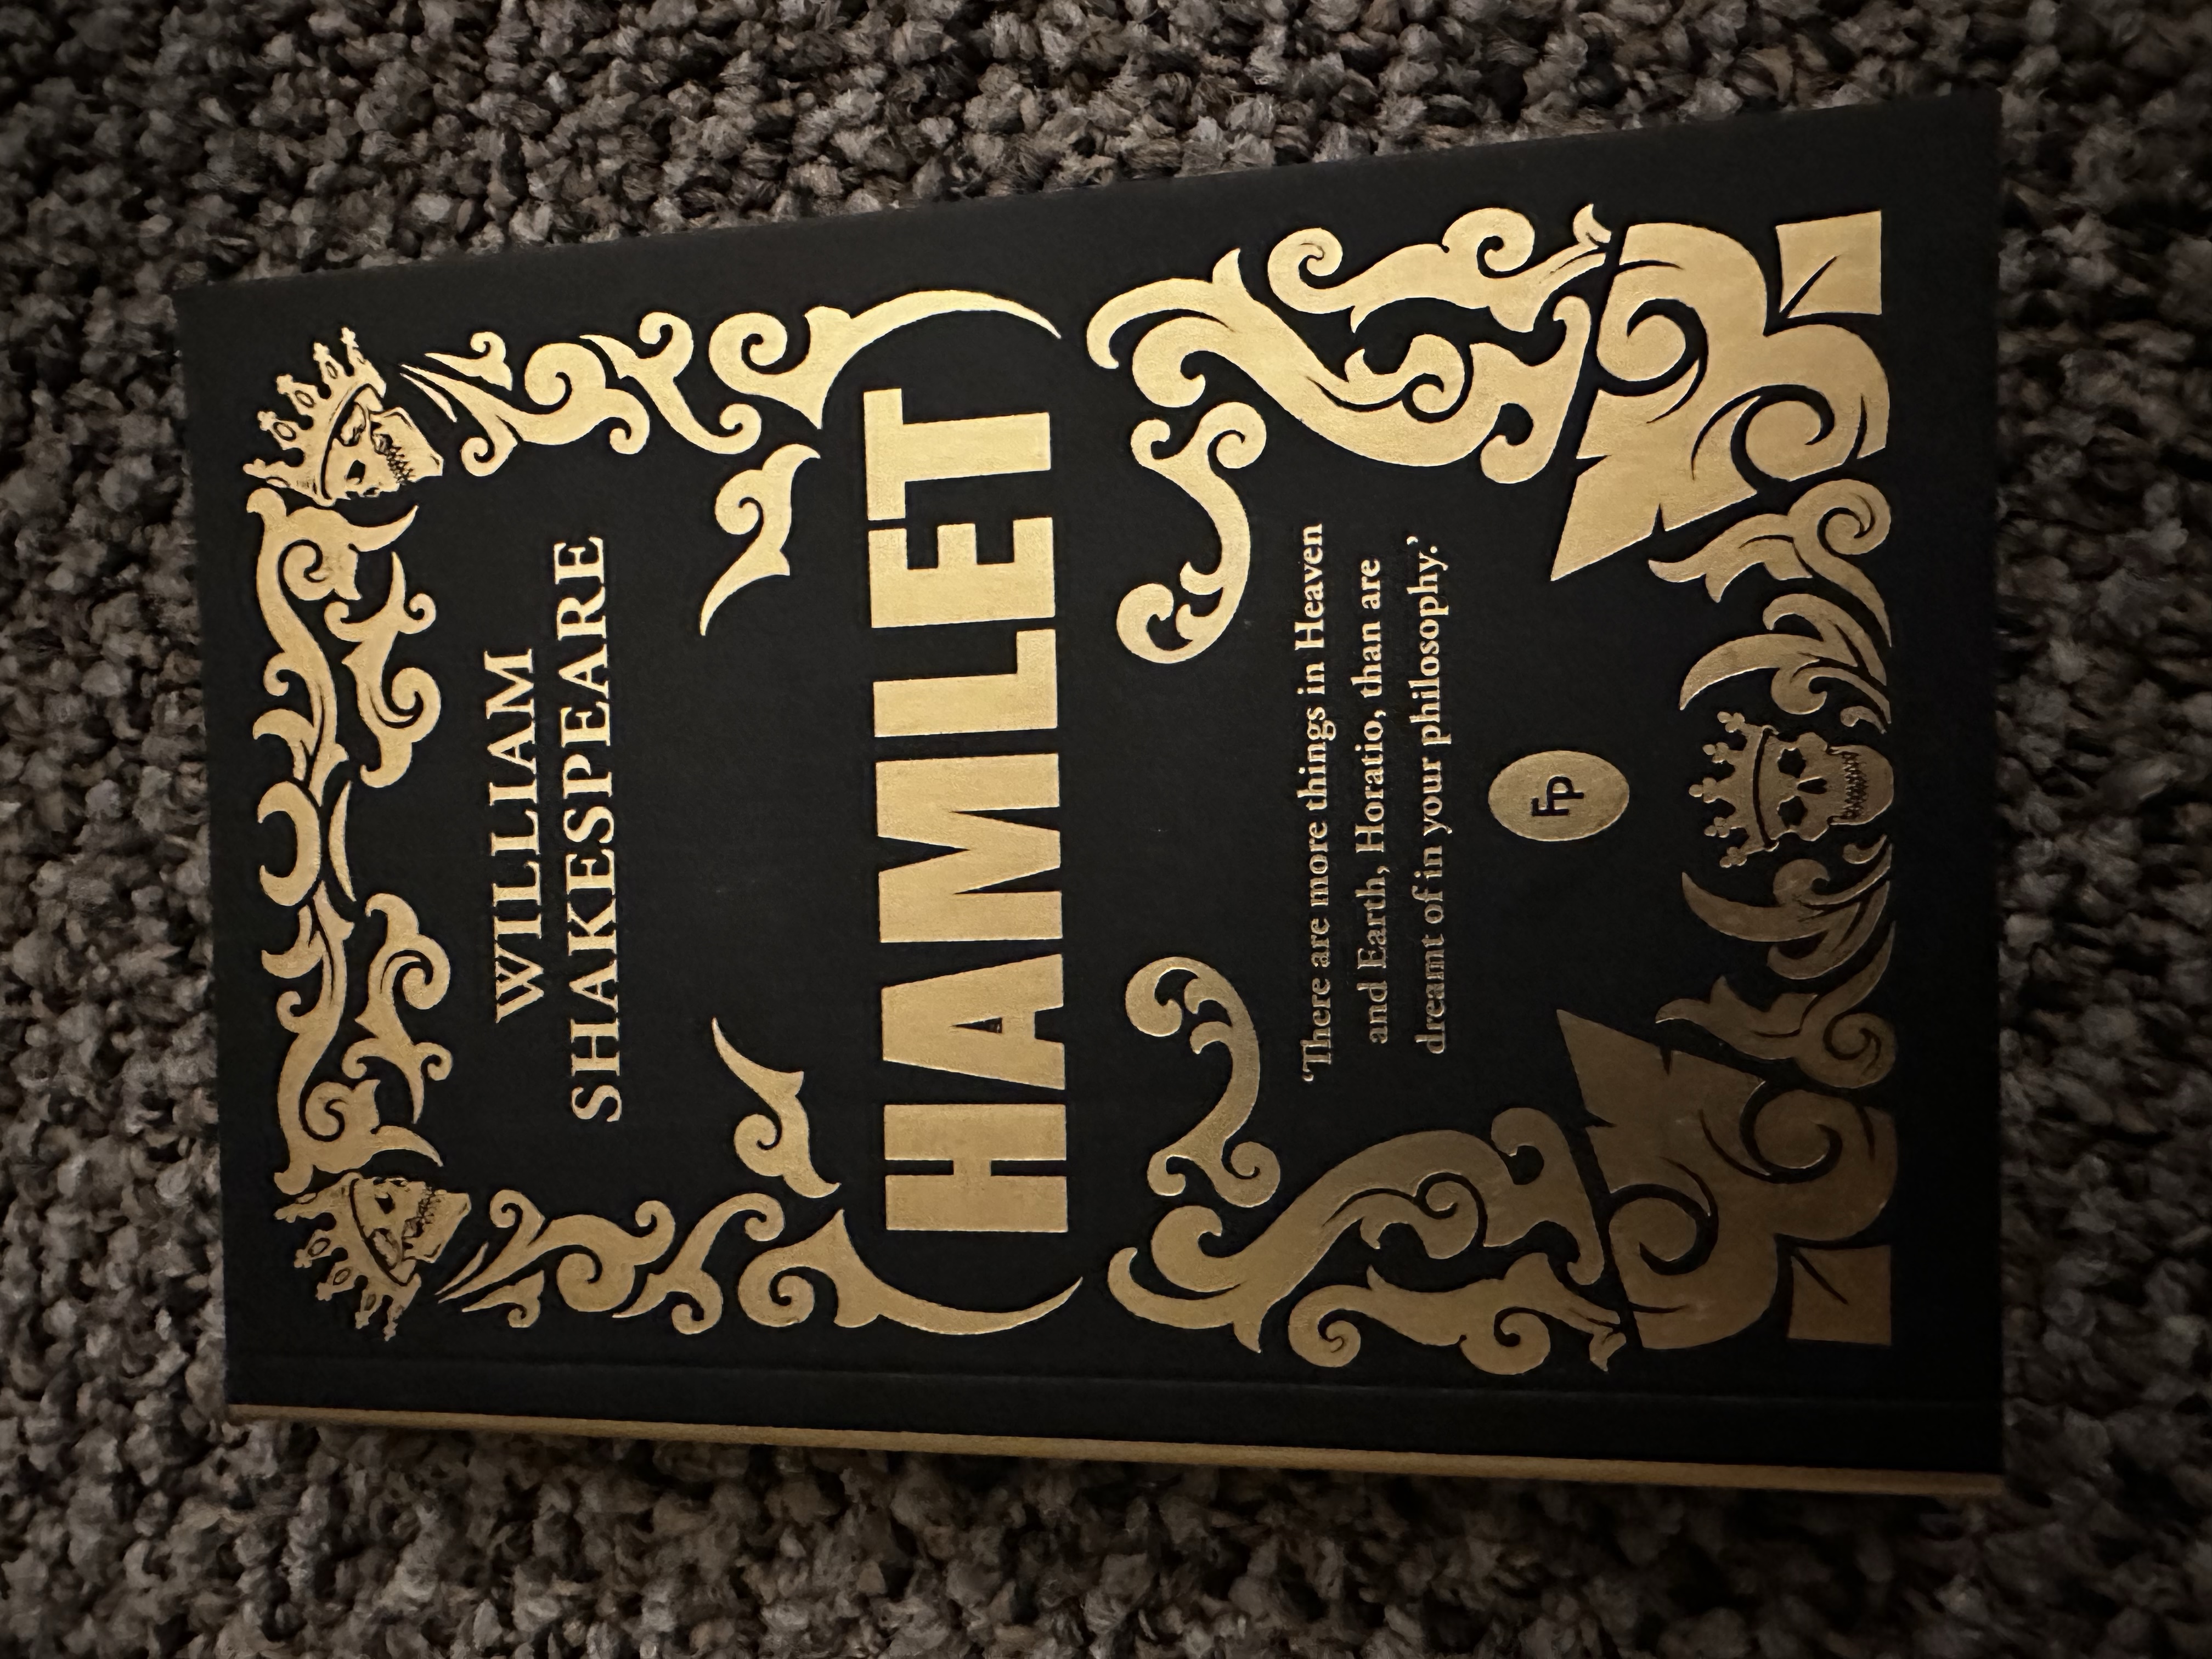 WILLIAM
SHAKESPEARE
HAMLET
‘There are more things in Heaven
and Earth, Horatio, than are
dreamt of in your philosophy.’
FP